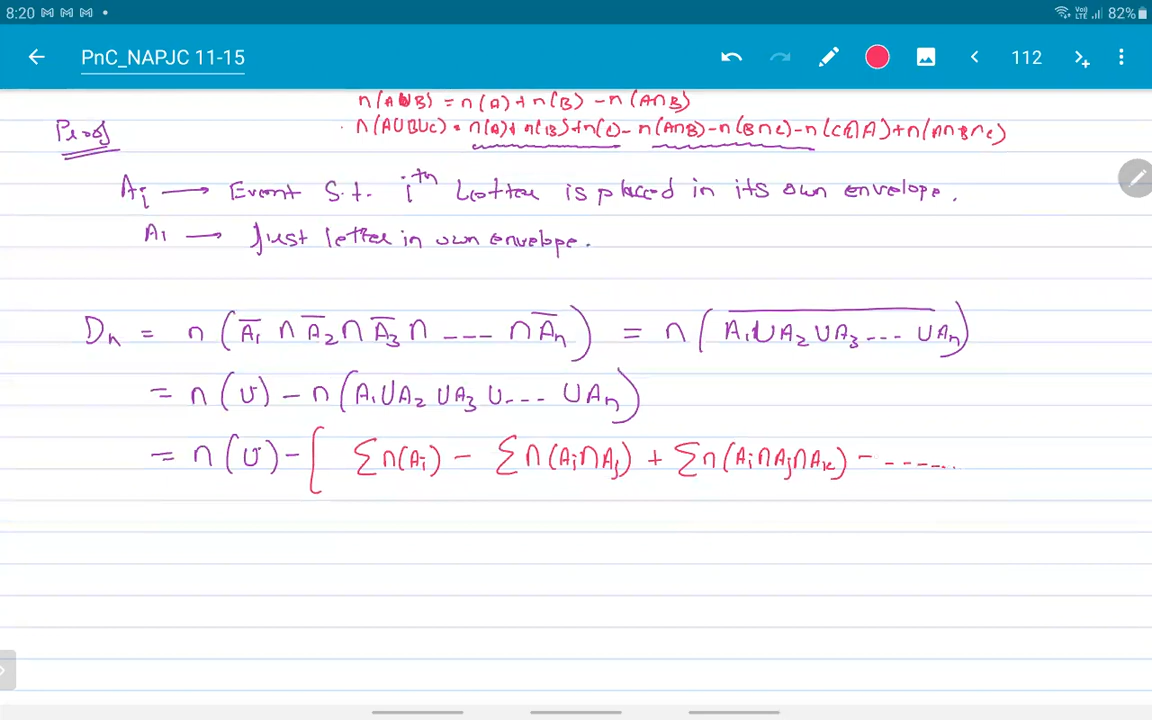 8:20 82%
PnC_NAPJC 11-15 112
n(A∪B) = n(A) + n(B) - n(A∩B)
n(A∪B∪C) = n(A) + n(B) + n(C) - n(A∩B) - n(B∩C) - n(C∩A) + n(A∩B∩C)
Proof
Ai → Event S.t. ith Letter is placed in its own envelope.
A1 → first letter in own envelope.
Dn = n(A̅1 ∩ A̅2 ∩ A̅3 ∩ ---- ∩ A̅n) = n(\overline{A1∪A2∪A3--- ∪An})
= n(U) - n(A1∪A2∪A3∪--- ∪An)
= n(U) - [ Σn(Ai) - Σn(Ai∩Aj) + Σn(Ai∩Aj∩Ak) - ------